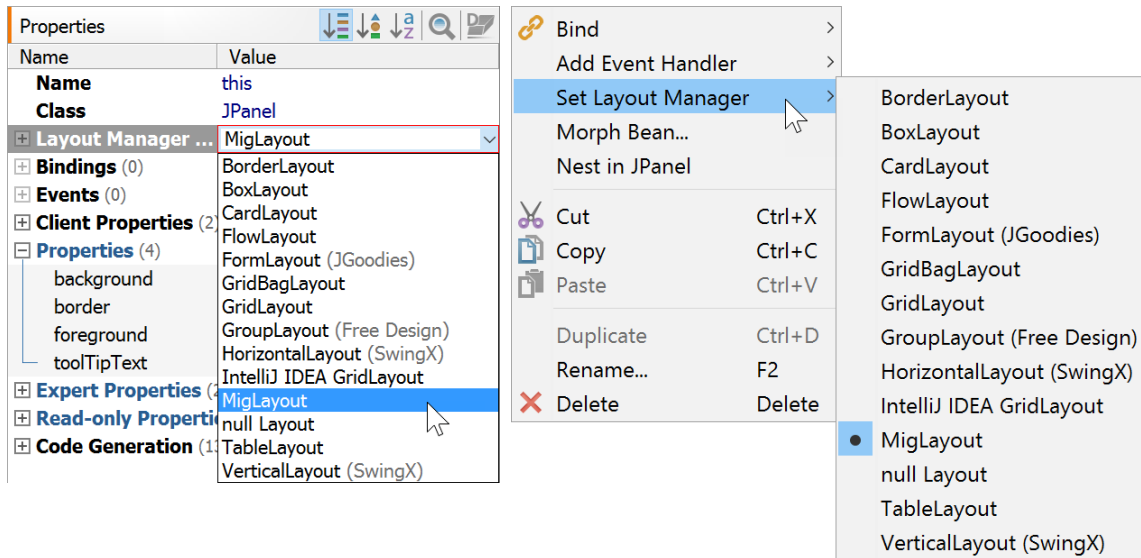 Properties
Name Value
Name this
Class JPanel
Layout Manager ... MigLayout
Bindings (0)
Events (0)
Client Properties (2)
Properties (4)
background
border
foreground
toolTipText
Expert Properties (2
Read-only Properti
Code Generation (13
BorderLayout
BoxLayout
CardLayout
FlowLayout
FormLayout (JGoodies)
GridBagLayout
GridLayout
GroupLayout (Free Design)
HorizontalLayout (SwingX)
IntelliJ IDEA GridLayout
MigLayout
null Layout
TableLayout
VerticalLayout (SwingX)
Bind
Add Event Handler
Set Layout Manager
Morph Bean...
Nest in JPanel
Cut Ctrl+X
Copy Ctrl+C
Paste Ctrl+V
Duplicate Ctrl+D
Rename... F2
Delete Delete
BorderLayout
BoxLayout
CardLayout
FlowLayout
FormLayout (JGoodies)
GridBagLayout
GridLayout
GroupLayout (Free Design)
HorizontalLayout (SwingX)
IntelliJ IDEA GridLayout
MigLayout
null Layout
TableLayout
VerticalLayout (SwingX)